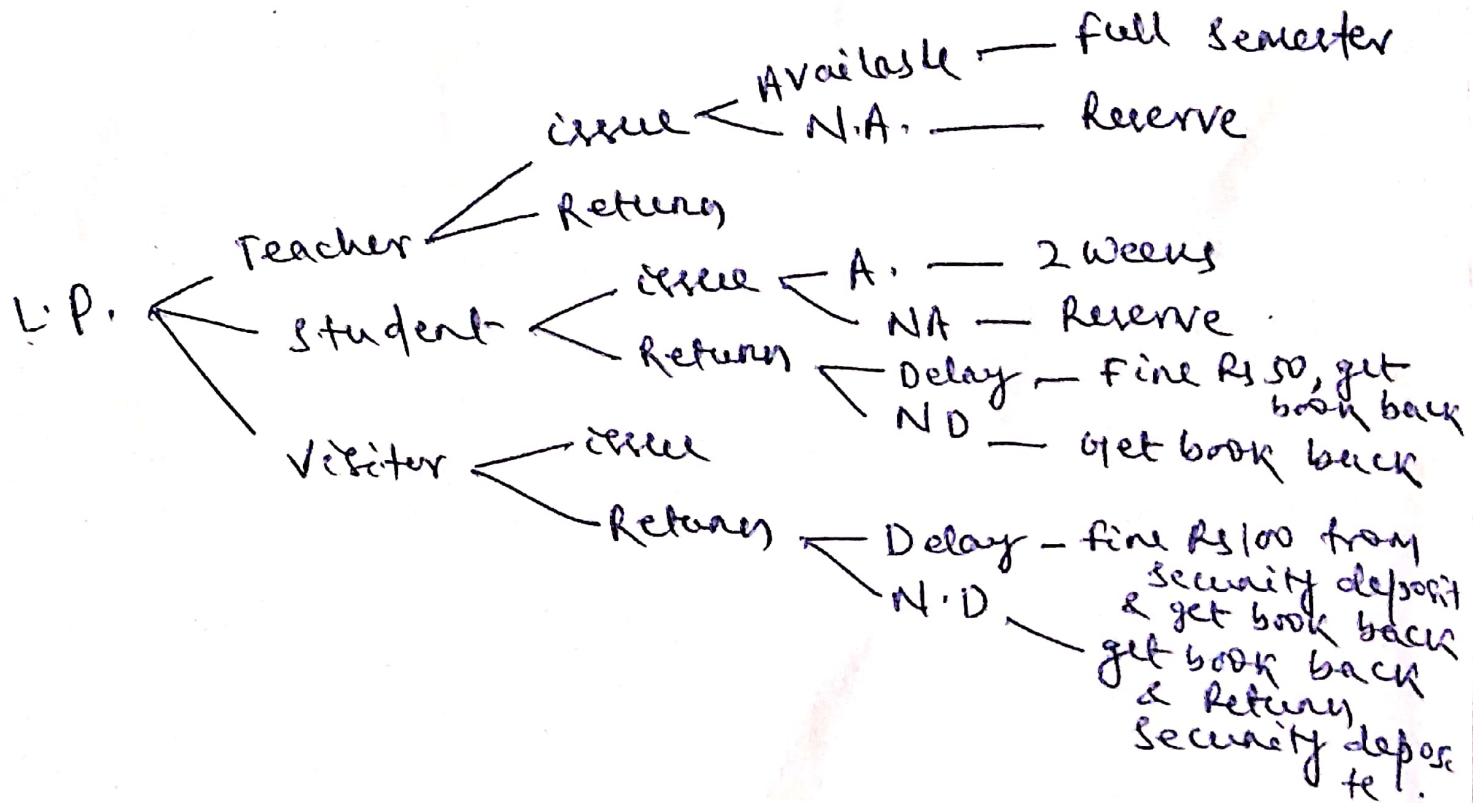 Available — Full Semester
issue
N.A. — Reserve
Return
Teacher
issue A. — 2 weeks
L.P.
Student NA — Reserve
Return Delay — Fine Rs 50, get
book back
ND — Get book back
Visitor issue
Return Delay — fine Rs 100 from
security deposit
N.D & get book back
get book back
& Return
Security deposi
te.